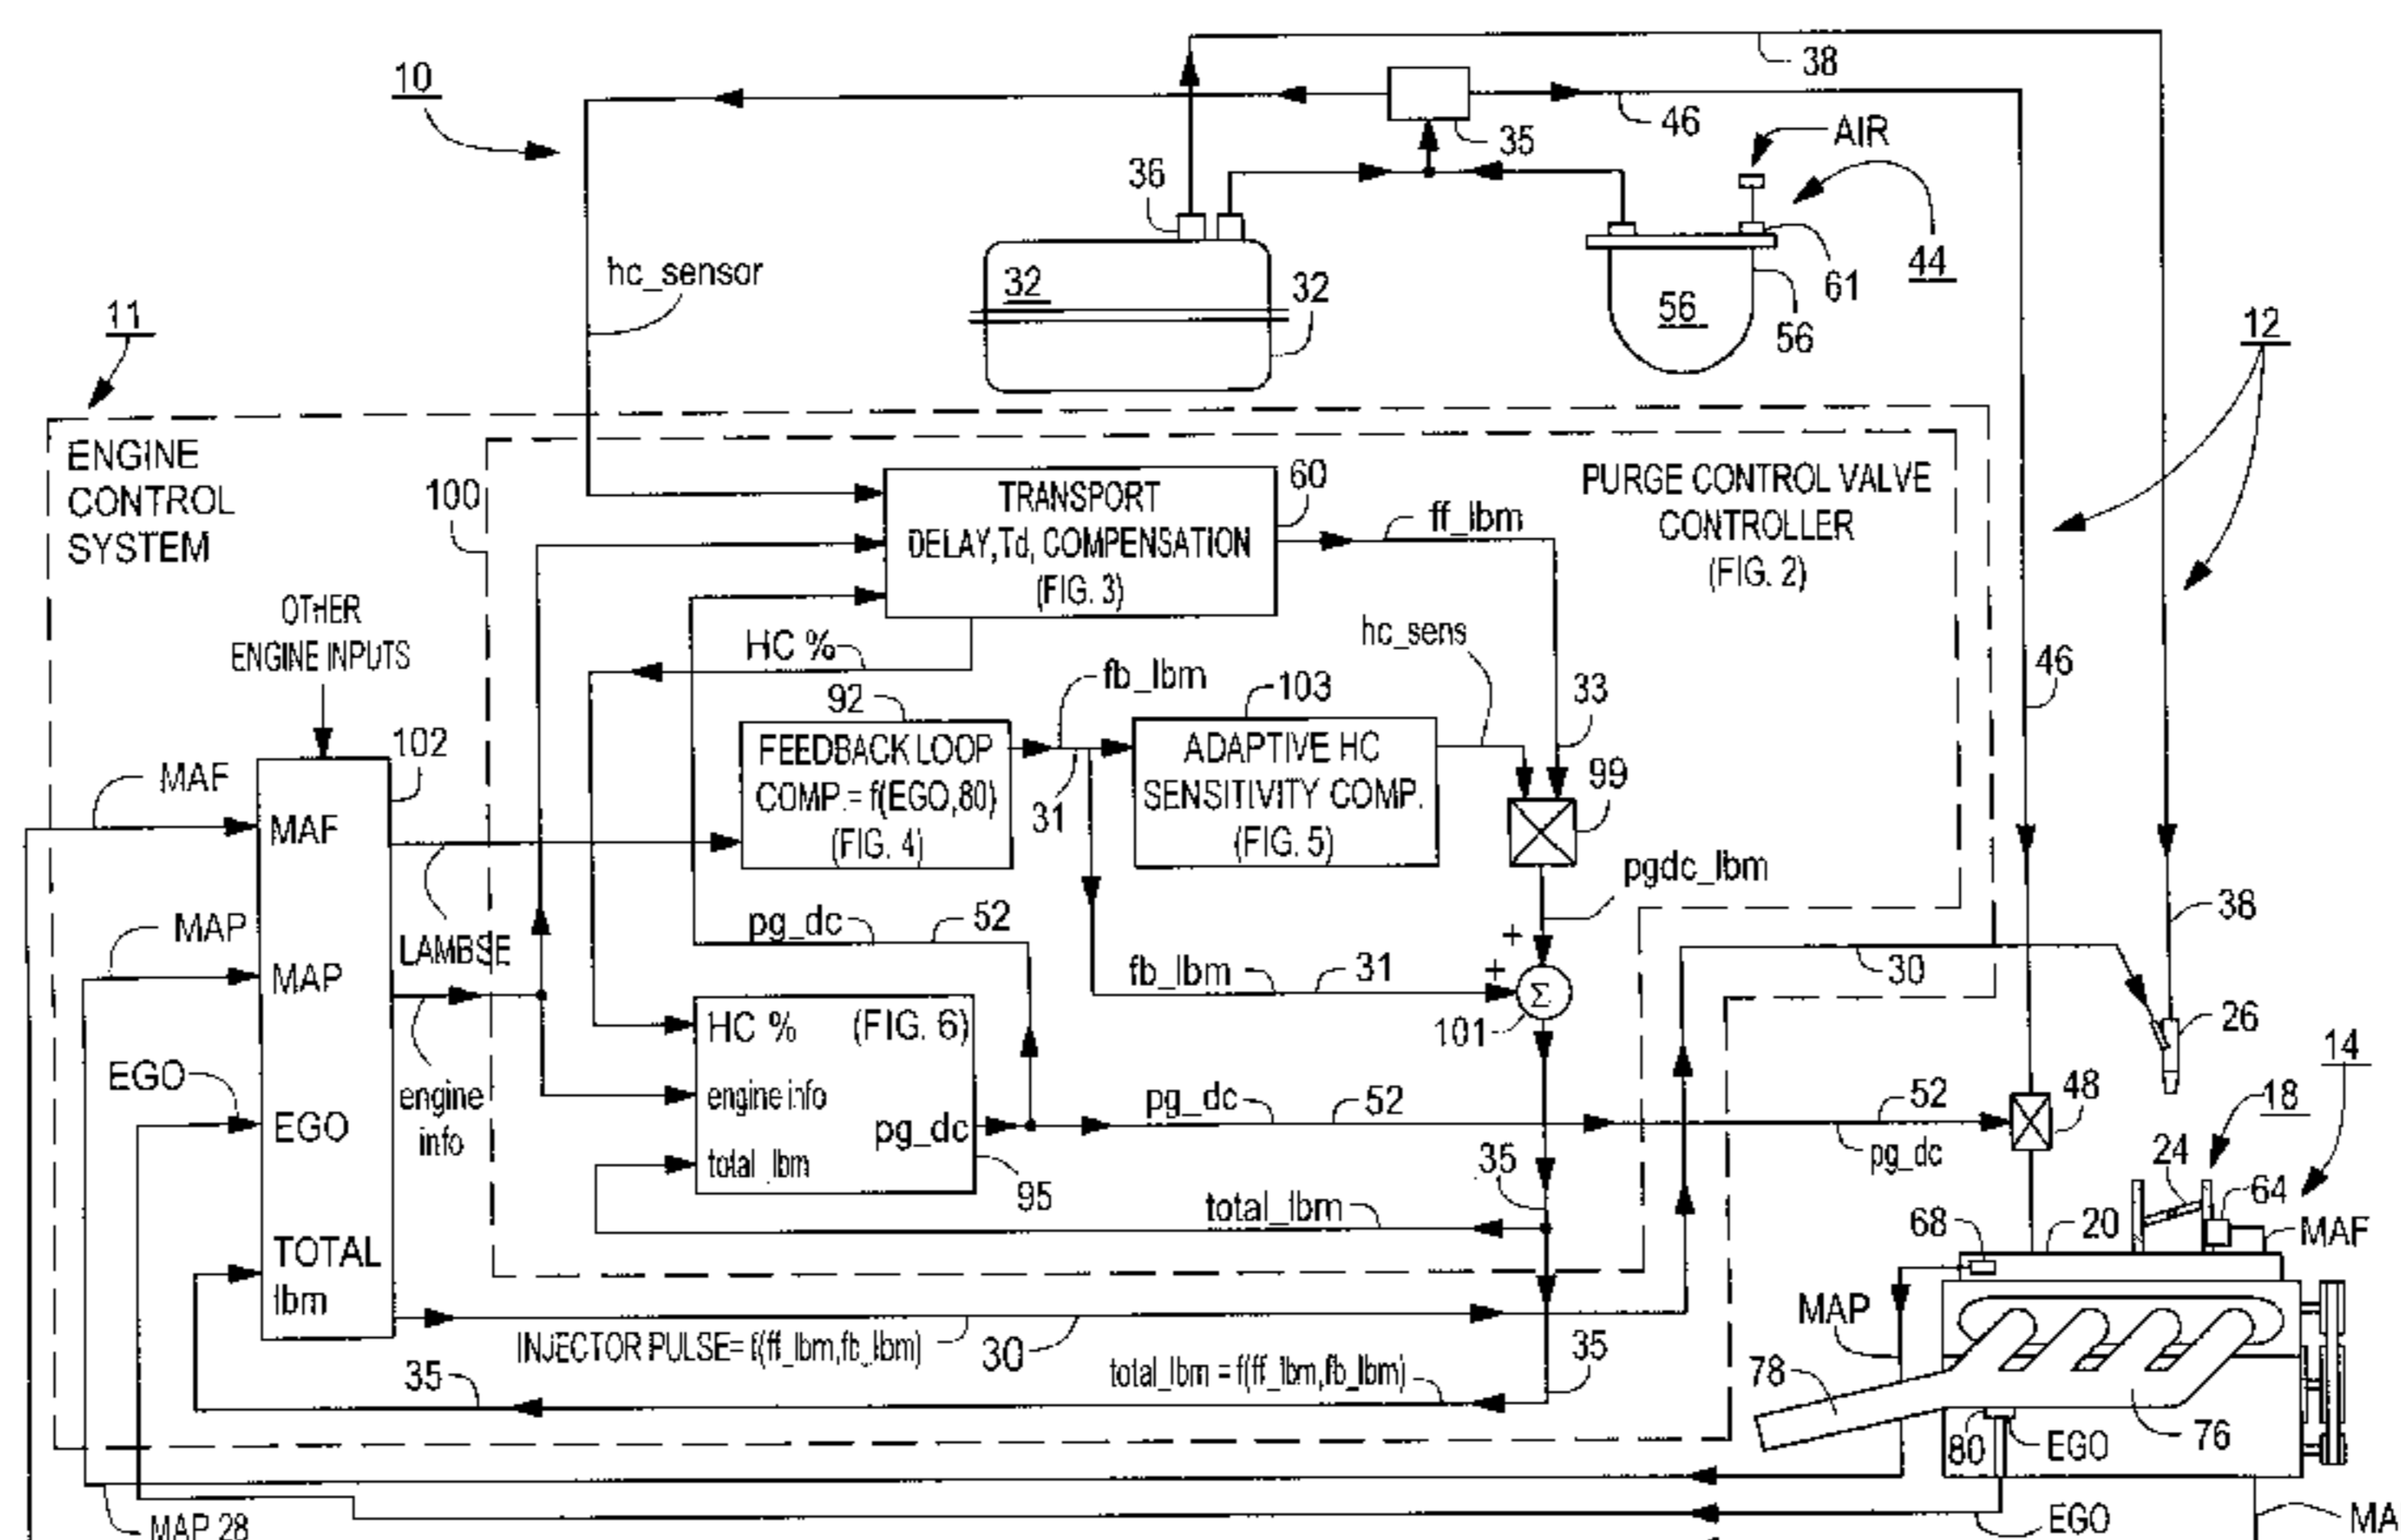 10
38
35
46
AIR
36
44
61
32
32
56
56
hc_sensor
11
12
ENGINE
CONTROL
SYSTEM
100
TRANSPORT
DELAY,Td, COMPENSATION
(FIG. 3)
60
ff_lbm
PURGE CONTROL VALVE
CONTROLLER
(FIG. 2)
OTHER
ENGINE INPUTS
HC %
hc_sens
46
92
fb_lbm
103
33
102
FEEDBACK LOOP
COMP.= f(EGO,80)
(FIG. 4)
31
ADAPTIVE HC
SENSITIVITY COMP.
(FIG. 5)
99
MAF
MAF
pgdc_lbm
38
MAP
MAP
LAMBSE
pg_dc
52
fb_lbm
31
+
+
Σ
101
30
26
HC %
(FIG. 6)
engine info
total_lbm
pg_dc
95
EGO
EGO
engine
info
pg_dc
52
52
pg_dc
48
14
18
24
64
35
total_lbm
68
20
MAF
TOTAL
lbm
MAP
INJECTOR PULSE= f(ff_lbm,fb_lbm)
30
35
total_lbm = f(ff_lbm,fb_lbm)
35
78
76
80
EGO
MAP 28
EGO
MA